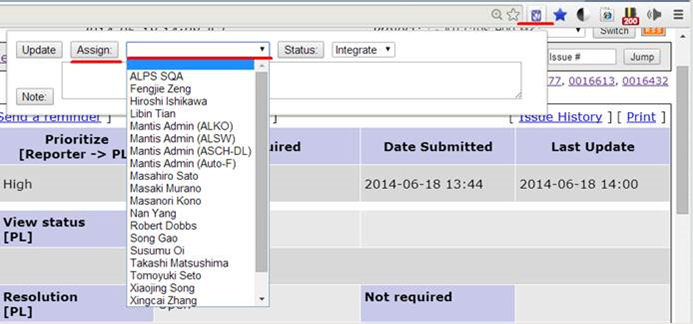 200
Switch
Update Assign: Status: Integrate
Issue # Jump
Note:
77, 0016613, 0016432
ALPS SQA
Fengjie Zeng
Hiroshi Ishikawa
Libin Tian
Mantis Admin (ALKO)
Mantis Admin (ALSW)
Mantis Admin (ASCH-DL)
Mantis Admin (Auto-F)
Masahiro Sato
Masaki Murano
Masanori Kono
Nan Yang
Robert Dobbs
Song Gao
Susumu Oi
Takashi Matsushima
Tomoyuki Seto
Xiaojing Song
Xingcai Zhang
Send a reminder ] [ Issue History ] [ Print ]
Prioritize
[Reporter -> PL
uired
Date Submitted
Last Update
High
2014-06-18 13:44
2014-06-18 14:00
View status
[PL]
Resolution
[PL]
Open
Not required